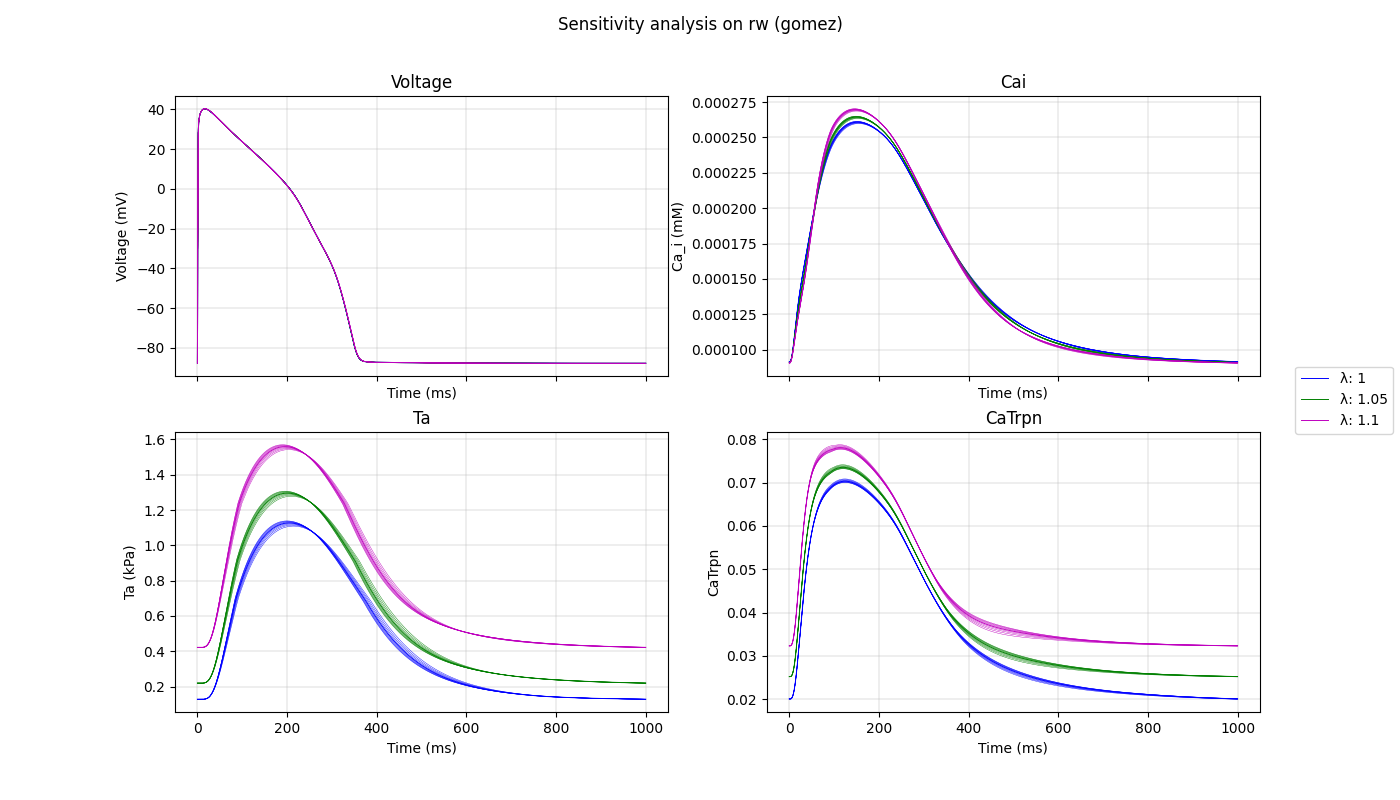 Sensitivity analysis on rw (gomez)
Voltage
40
20
0
−20
−40
−60
−80
Voltage (mV)
Time (ms)
Cai
0.000275
0.000250
0.000225
0.000200
0.000175
0.000150
0.000125
0.000100
Ca_i (mM)
Time (ms)
λ: 1
λ: 1.05
λ: 1.1
Ta
1.6
1.4
1.2
1.0
0.8
0.6
0.4
0.2
Ta (kPa)
0 200 400 600 800 1000
Time (ms)
CaTrpn
0.08
0.07
0.06
0.05
0.04
0.03
0.02
CaTrpn
0 200 400 600 800 1000
Time (ms)